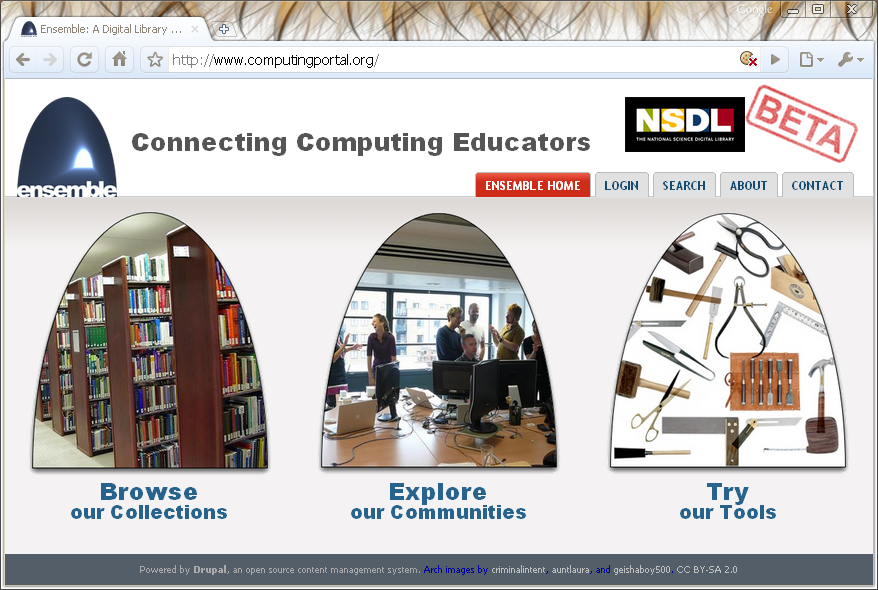 Google
Ensemble: A Digital Library ...
http://www.computingportal.org/
ensemble
Connecting Computing Educators
NSDL
THE NATIONAL SCIENCE DIGITAL LIBRARY
BETA
ENSEMBLE HOME
LOGIN
SEARCH
ABOUT
CONTACT
Browse
our Collections
Explore
our Communities
Try
our Tools
Powered by Drupal, an open source content management system. Arch images by criminalintent, auntlaura, and geishaboy500. CC BY-SA 2.0